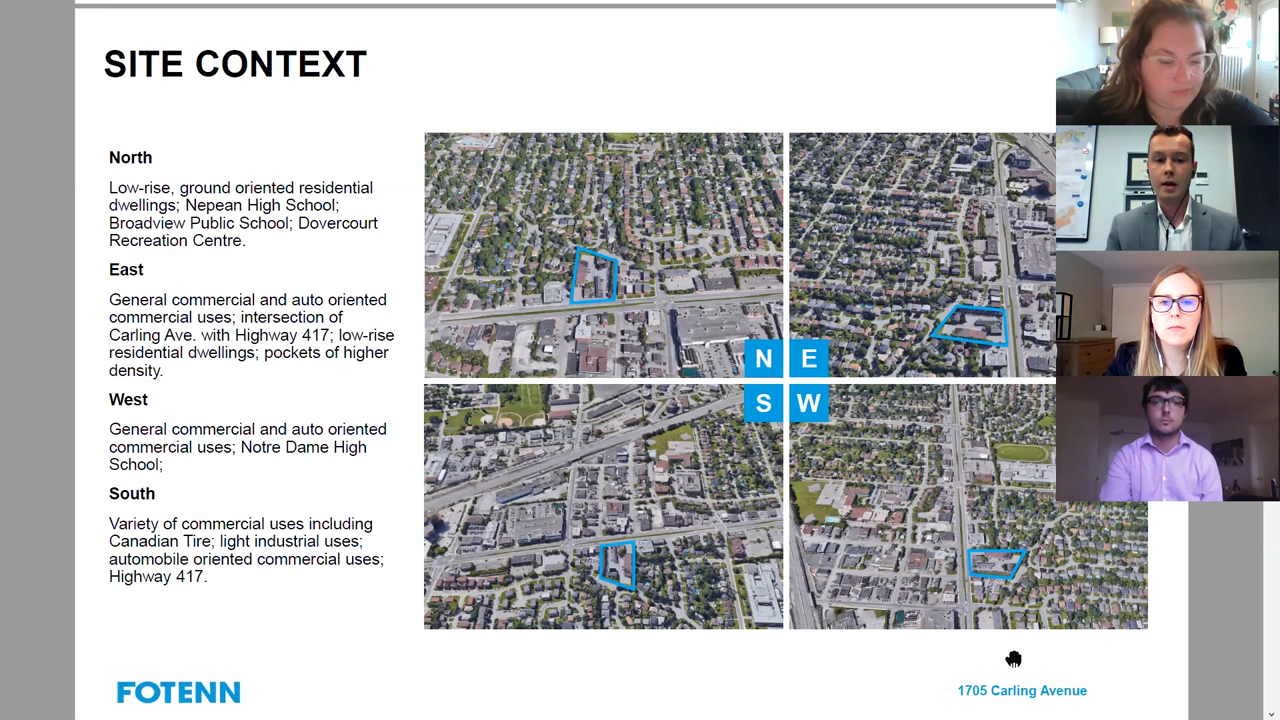 SITE CONTEXT
North
Low-rise, ground oriented residential
dwellings; Nepean High School;
Broadview Public School; Dovercourt
Recreation Centre.
East
General commercial and auto oriented
commercial uses; intersection of
Carling Ave. with Highway 417; low-rise
residential dwellings; pockets of higher
density.
West
General commercial and auto oriented
commercial uses; Notre Dame High
School;
South
Variety of commercial uses including
Canadian Tire; light industrial uses;
automobile oriented commercial uses;
Highway 417.
N E
S W
FOTENN
1705 Carling Avenue